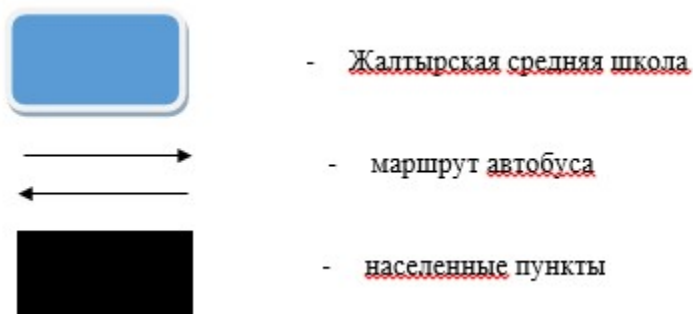 - Жалтырская средняя школа
- маршрут автобуса
- населенные пункты